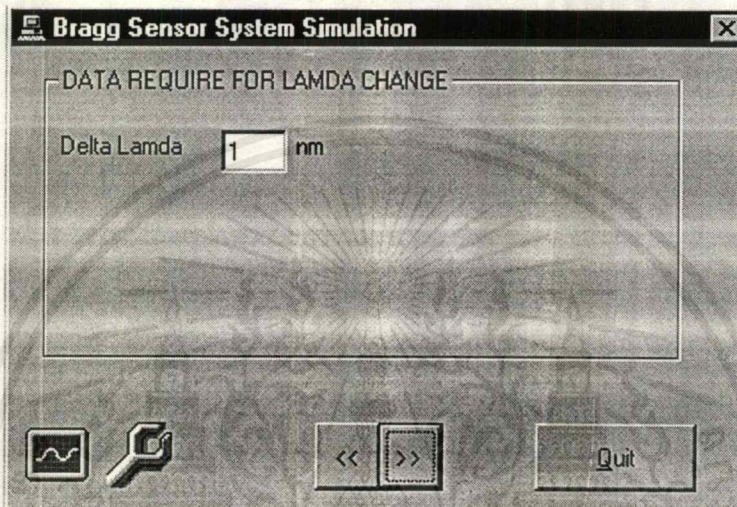 Bragg Sensor System Simulation
DATA REQUIRE FOR LAMDA CHANGE
Delta Lamda 1 nm
<< >> Quit